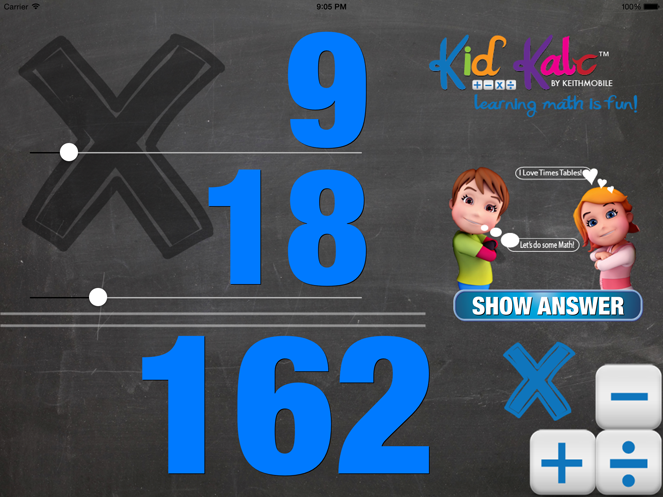 Carrier 9:05 PM 100%
9
X
18
162
Kid Kalc™
+ − X ÷ BY KEITHMOBILE
learning math is fun!
I Love Times Tables!
Let's do some Math!
SHOW ANSWER
X
−
+ ÷